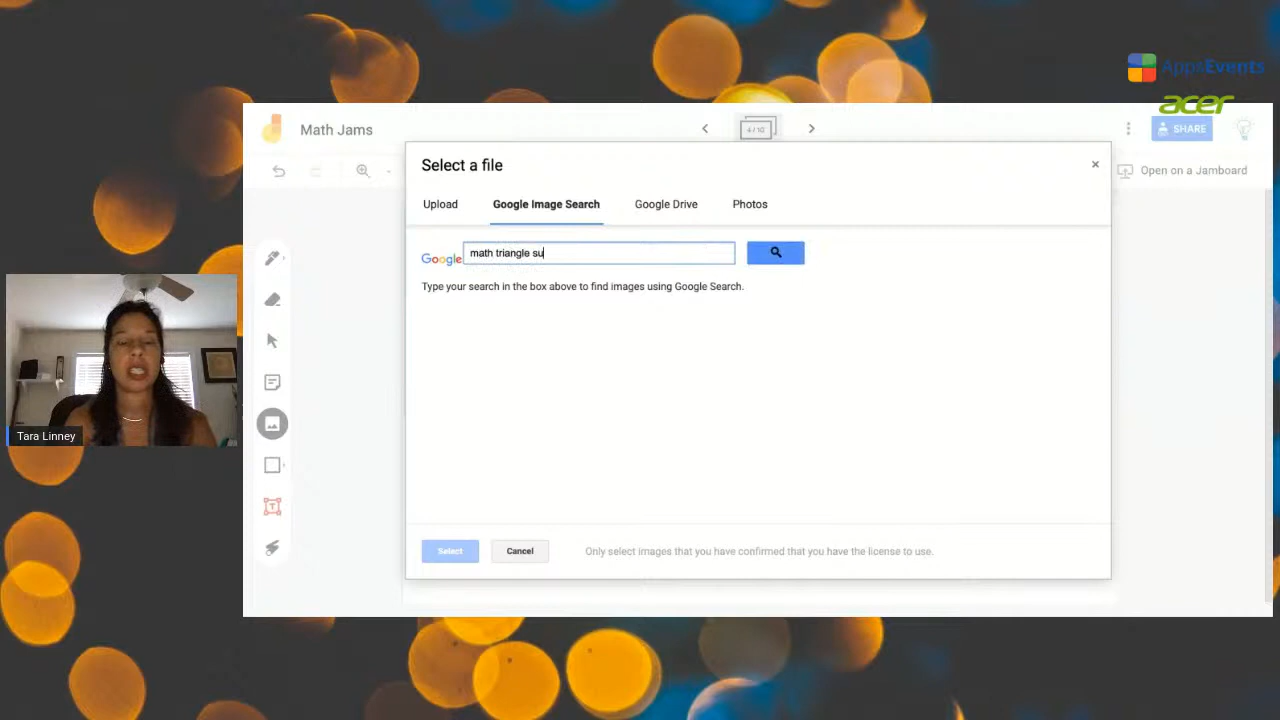 AppsEvents
acer
Math Jams
4 / 10
SHARE
Open on a Jamboard
Select a file
Upload
Google Image Search
Google Drive
Photos
Google
math triangle su
Type your search in the box above to find images using Google Search.
Tara Linney
T
Select
Cancel
Only select images that you have confirmed that you have the license to use.